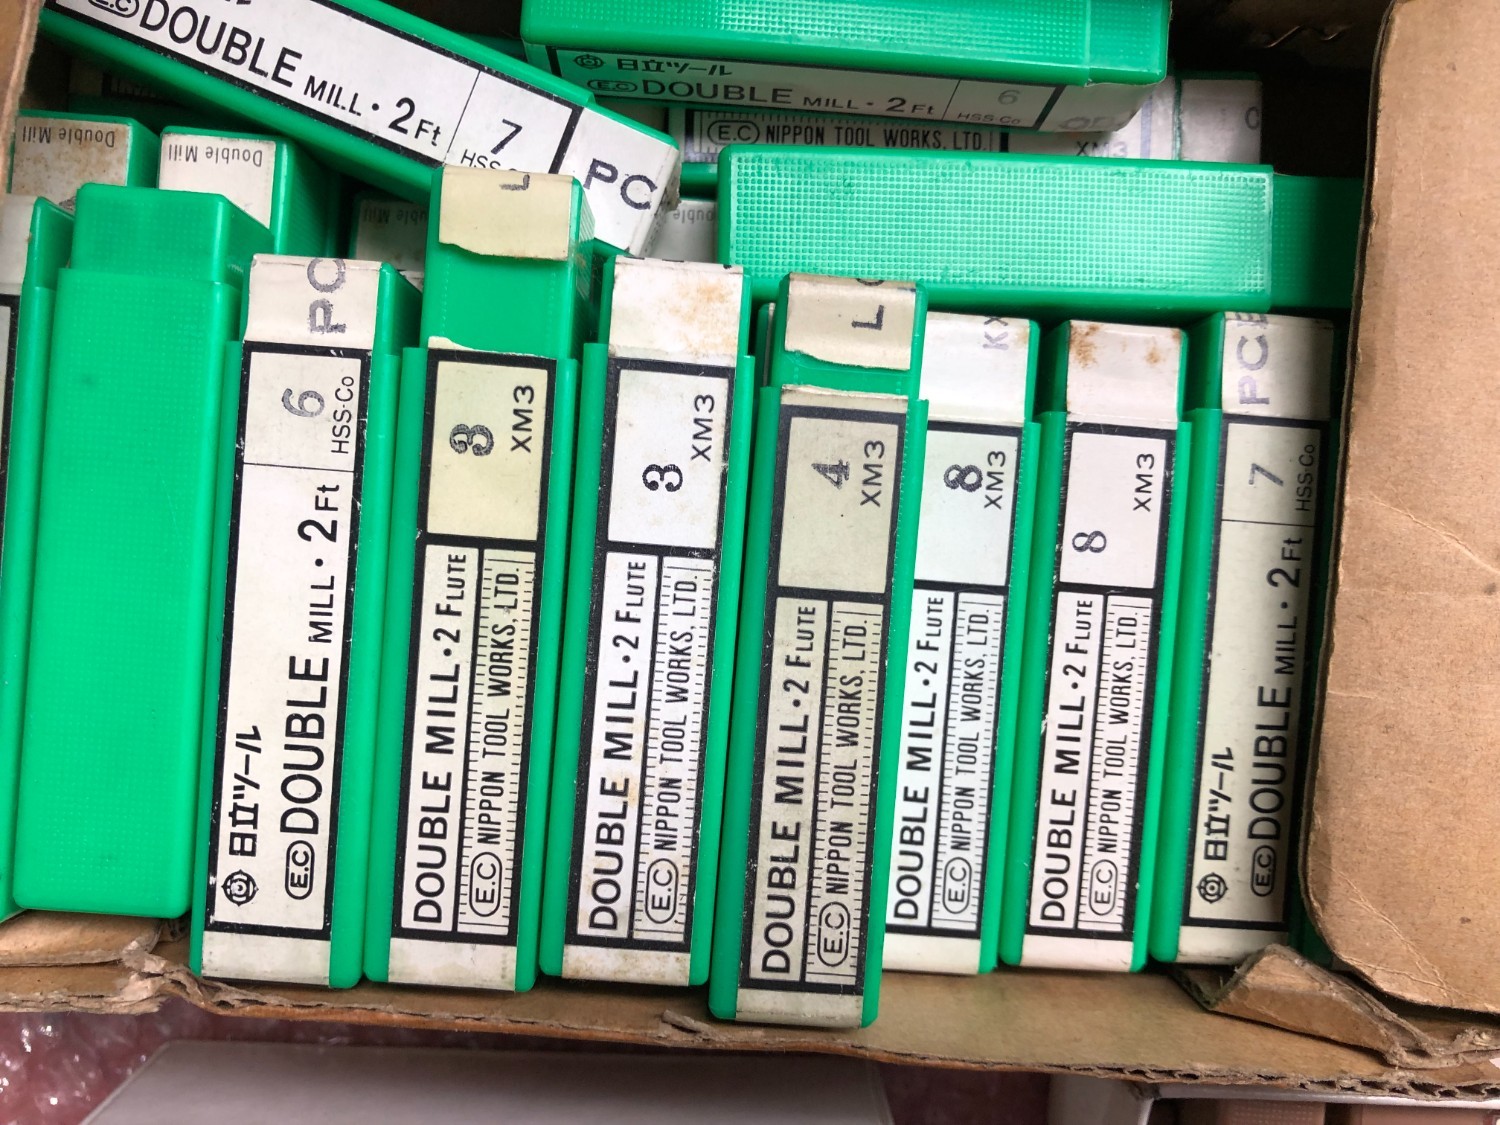 E.C DOUBLE MILL・2Ft
7
HSS
PC
日立ツール
E.C DOUBLE MILL・2Ft
6
HSS-Co
E.C NIPPON TOOL WORKS, LTD.
XM3
Double Mill
Double Mill
Double Mill
PC
6
HSS-Co
日立ツール
E.C DOUBLE MILL・2Ft
L
3
XM3
DOUBLE MILL・2 FLUTE
E.C NIPPON TOOL WORKS, LTD.
3
XM3
DOUBLE MILL・2 FLUTE
E.C NIPPON TOOL WORKS, LTD.
L
4
XM3
DOUBLE MILL・2 FLUTE
E.C NIPPON TOOL WORKS, LTD.
K
8
XM3
DOUBLE MILL・2 FLUTE
E.C NIPPON TOOL WORKS, LTD.
8
XM3
DOUBLE MILL・2 FLUTE
E.C NIPPON TOOL WORKS, LTD.
PC
7
HSS-Co
日立ツール
E.C DOUBLE MILL・2Ft